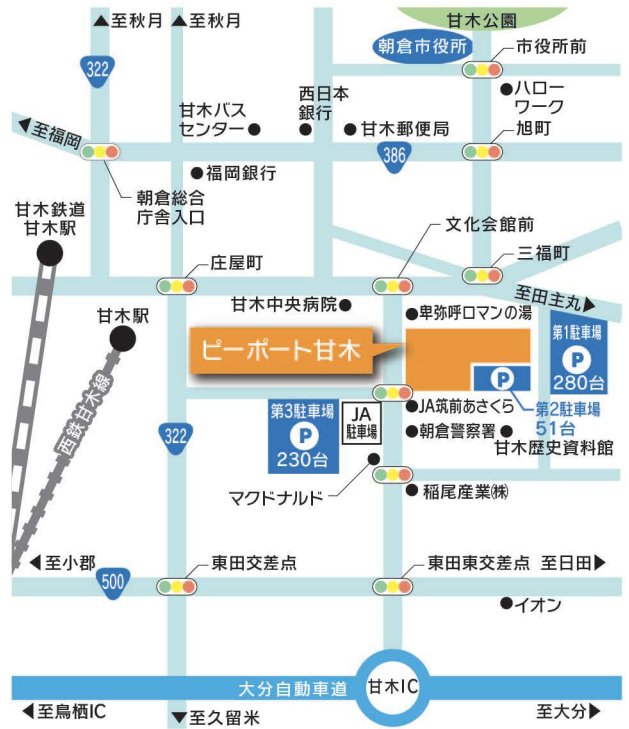 ▲至秋月
▲至秋月
甘木公園
朝倉市役所
市役所前
322
ハロー
ワーク
西日本
銀行
甘木バス
センター
甘木郵便局
旭町
◀至福岡
386
福岡銀行
朝倉総合
庁舎入口
甘木鉄道
甘木駅
文化会館前
三福町
庄屋町
至田主丸▶
甘木中央病院
卑弥呼ロマンの湯
甘木駅
ピーポート甘木
第1駐車場
P
280台
P
西鉄甘木線
第3駐車場
P
230台
JA
駐車場
JA筑前あさくら
第2駐車場
51台
322
朝倉警察署
甘木歴史資料館
マクドナルド
稲尾産業㈱
◀至小郡
500
東田交差点
東田東交差点
至日田▶
イオン
大分自動車道
甘木IC
◀至鳥栖IC
▼至久留米
至大分▶